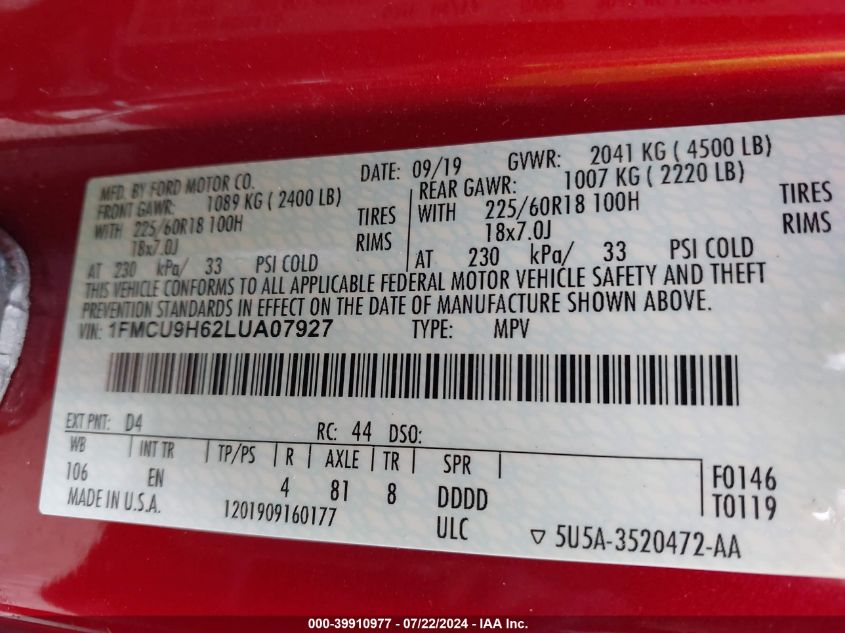 MFD. BY FORD MOTOR CO. DATE: 09/19 GVWR: 2041 KG ( 4500 LB)
FRONT GAWR: 1089 KG ( 2400 LB) REAR GAWR: 1007 KG ( 2220 LB)
WITH 225/60R18 100H TIRES WITH 225/60R18 100H TIRES
18x7.0J RIMS 18x7.0J RIMS
AT 230 kPa/ 33 PSI COLD AT 230 kPa/ 33 PSI COLD
THIS VEHICLE CONFORMS TO ALL APPLICABLE FEDERAL MOTOR VEHICLE SAFETY AND THEFT
PREVENTION STANDARDS IN EFFECT ON THE DATE OF MANUFACTURE SHOWN ABOVE.
VIN: 1FMCU9H62LUA07927 TYPE: MPV
EXT PNT: D4 RC: 44 DSO:
WB INT TR TP/PS R AXLE TR SPR
106 EN 4 81 8 DDDD F0146
MADE IN U.S.A. 1201909160177 ULC T0119
5U5A-3520472-AA
000-39910977 - 07/22/2024 - IAA Inc.